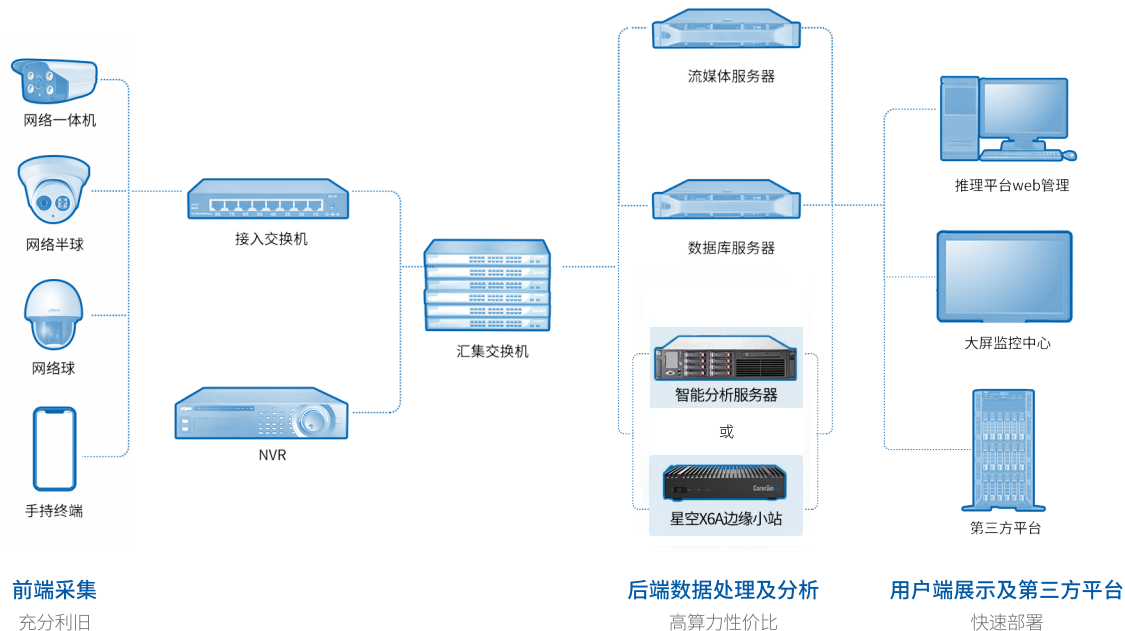 网络一体机
网络半球
网络球
手持终端
前端采集
充分利旧
接入交换机
NVR
汇集交换机
流媒体服务器
数据库服务器
智能分析服务器
或
星空X6A边缘小站
后端数据处理及分析
高算力性价比
推理平台web管理
大屏监控中心
第三方平台
用户端展示及第三方平台
快速部署